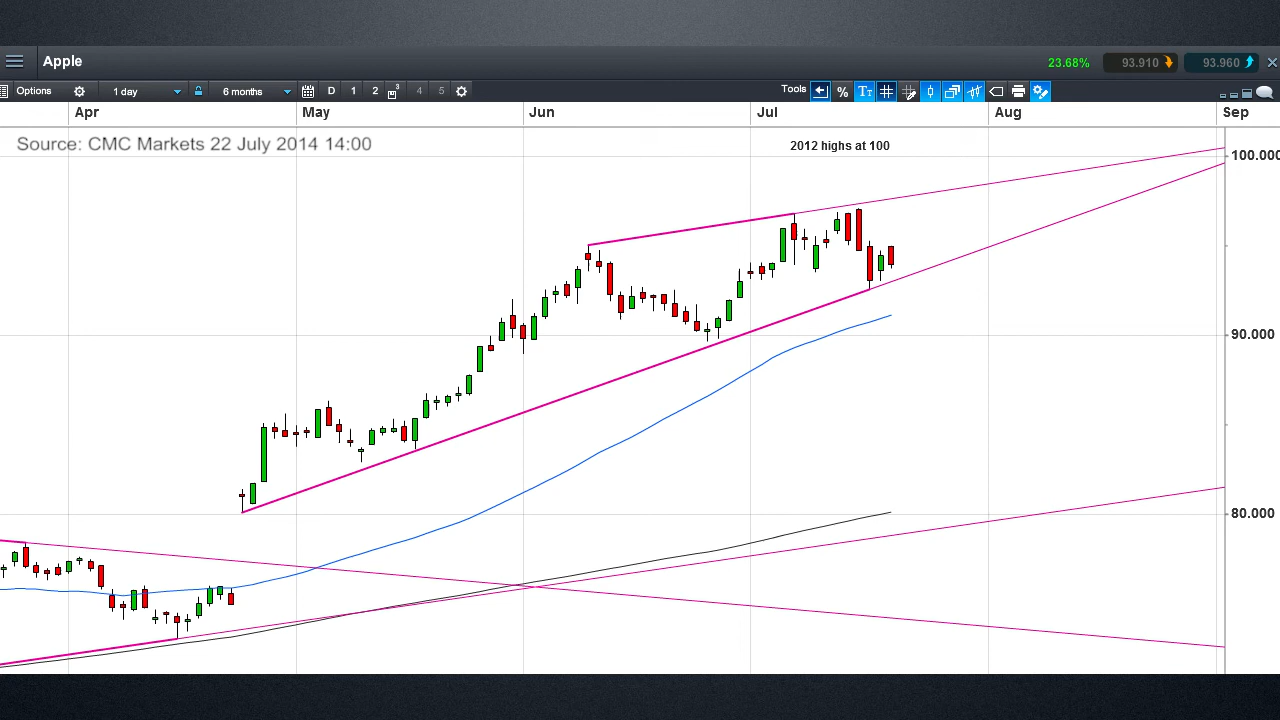 Apple
23.68% 93.910 93.960
Options 1 day 6 months D 1 2 3 4 5 Tools % TT
Apr May Jun Jul Aug Sep
Source: CMC Markets 22 July 2014 14:00
2012 highs at 100
100.000
90.000
80.000